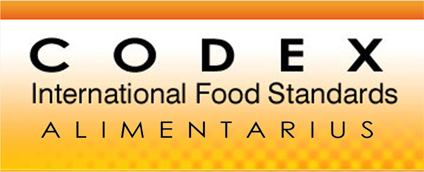 CODEX
International Food Standards
ALIMENTARIUS